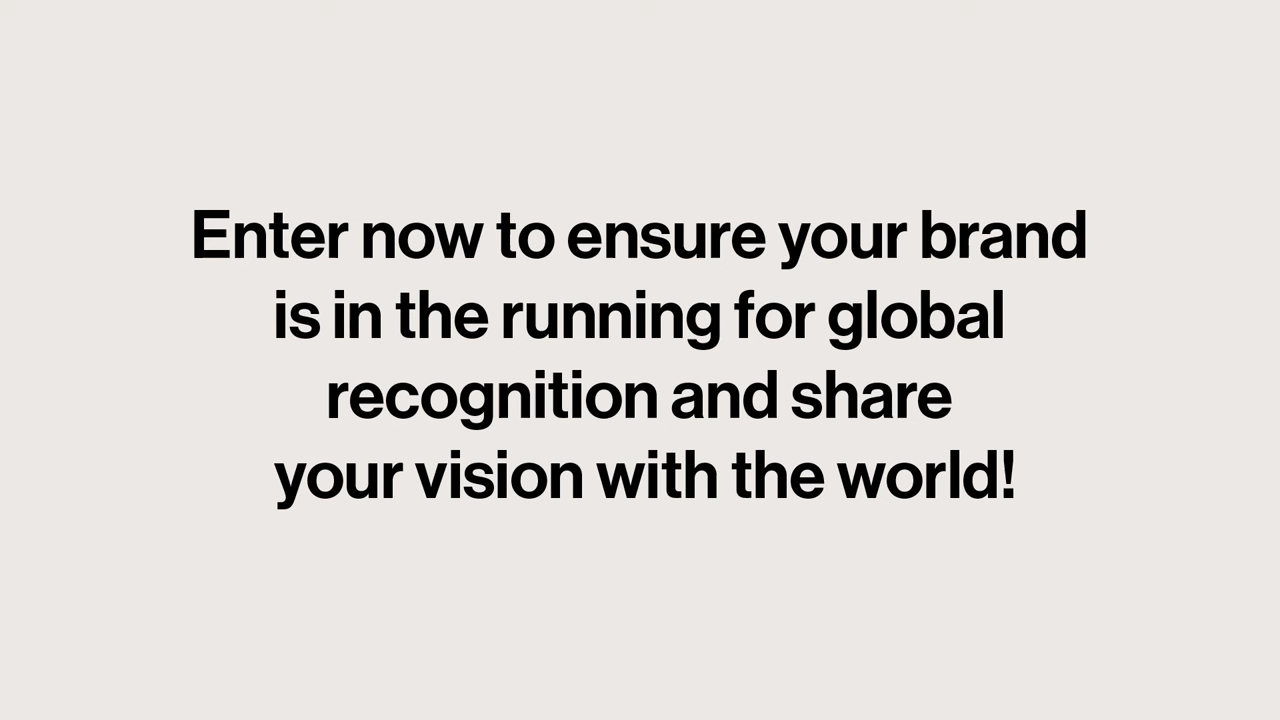 Enter now to ensure your brand
is in the running for global
recognition and share
your vision with the world!